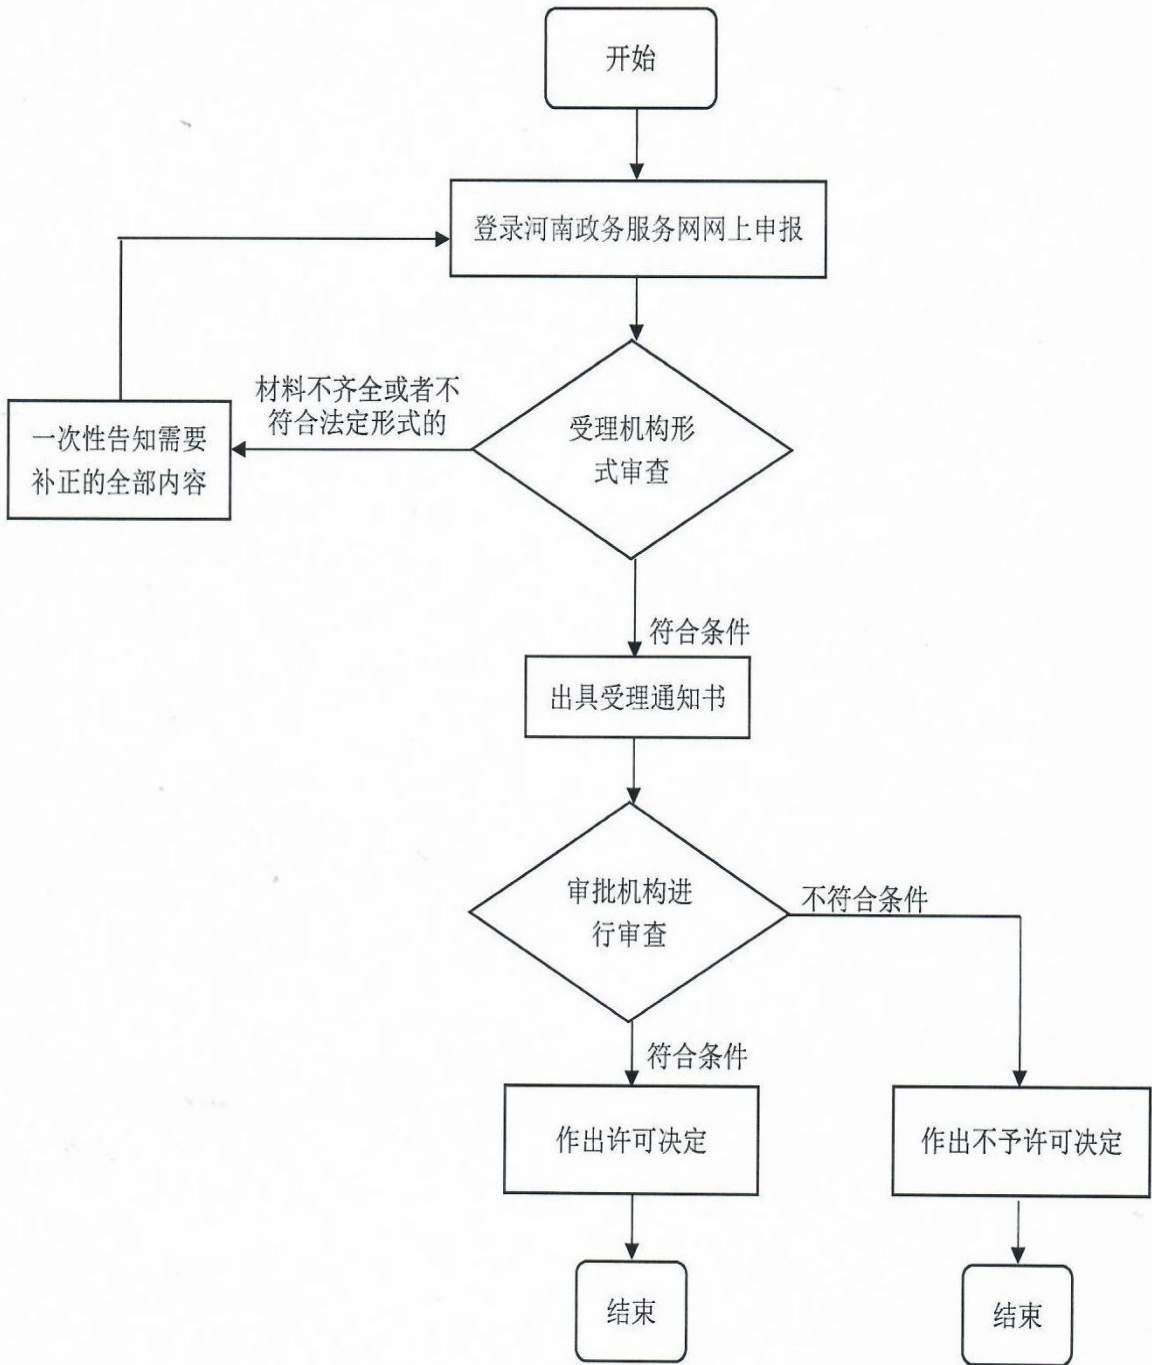 开始
登录河南政务服务网网上申报
材料不齐全或者不
符合法定形式的
受理机构形
式审查
一次性告知需要
补正的全部内容
符合条件
出具受理通知书
审批机构进
行审查
不符合条件
符合条件
作出许可决定
作出不予许可决定
结束
结束